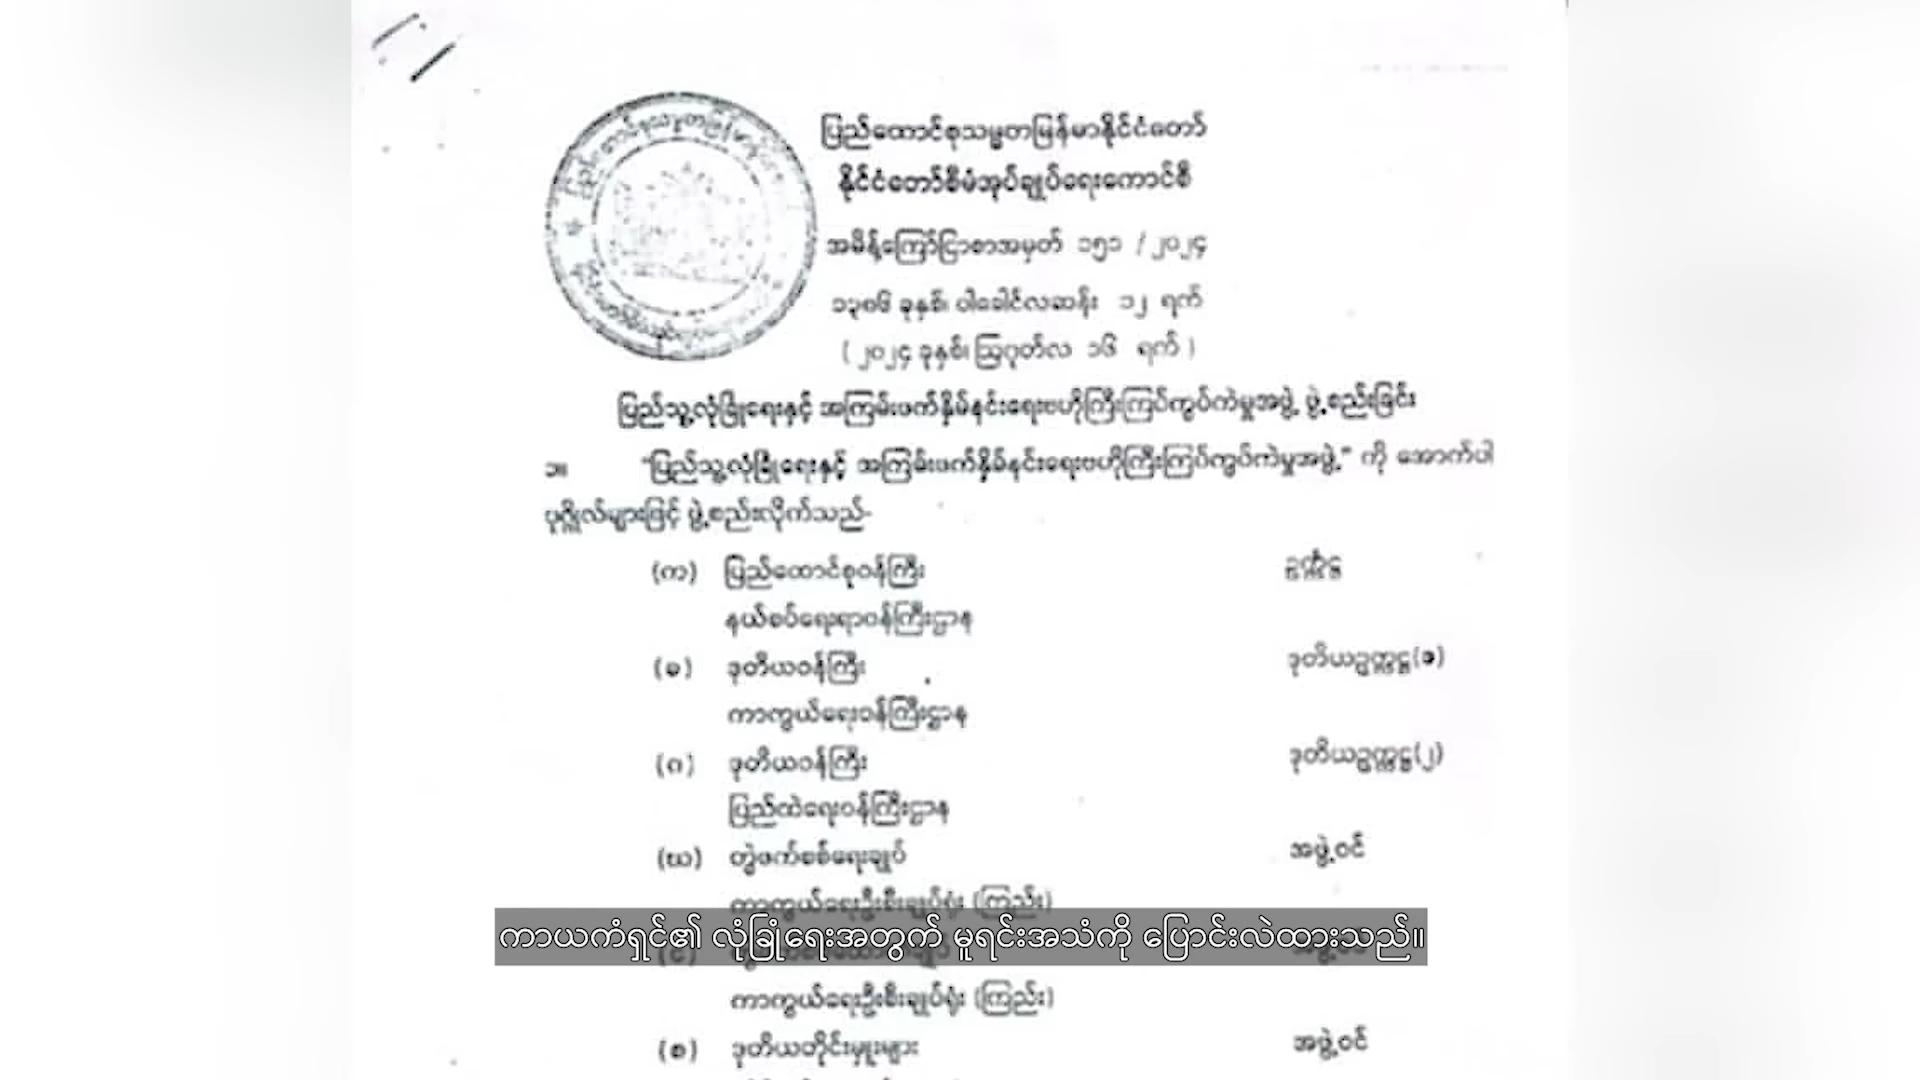 ပြည်ထောင်စုသမ္မတမြန်မာနိုင်ငံတော်
နိုင်ငံတော်စီမံအုပ်ချုပ်ရေးကောင်စီ
အမိန့်ကြော်ငြာစာအမှတ် ၁၅၁ / ၂၀၂၄
၁၃၈၆ ခုနှစ်၊ ဝါခေါင်လဆန်း ၁၂ ရက်
( ၂၀၂၄ ခုနှစ်၊ ဩဂုတ်လ ၁၆ ရက် )
ပြည်သူ့လုံခြုံရေးနှင့် အကြမ်းဖက်နှိမ်နင်းရေးဗဟိုကြီးကြပ်ကွပ်ကဲမှုအဖွဲ့ ဖွဲ့စည်းခြင်း
၁။ "ပြည်သူ့လုံခြုံရေးနှင့် အကြမ်းဖက်နှိမ်နင်းရေးဗဟိုကြီးကြပ်ကွပ်ကဲမှုအဖွဲ့" ကို အောက်ပါ
ပုဂ္ဂိုလ်များဖြင့် ဖွဲ့စည်းလိုက်သည်-
(က) ပြည်ထောင်စုဝန်ကြီး ဥက္ကဋ္ဌ
နယ်စပ်ရေးရာဝန်ကြီးဌာန
(ခ) ဒုတိယဝန်ကြီး ဒုတိယဥက္ကဋ္ဌ(၁)
ကာကွယ်ရေးဝန်ကြီးဌာန
(ဂ) ဒုတိယဝန်ကြီး ဒုတိယဥက္ကဋ္ဌ(၂)
ပြည်ထဲရေးဝန်ကြီးဌာန
(ဃ) တွဲဖက်စစ်ရေးချုပ် အဖွဲ့ဝင်
ကာကွယ်ရေးဦးစီးချုပ်ရုံး (ကြည်း)
ကာယကံရှင်၏ လုံခြုံရေးအတွက် မူရင်းအသံကို ပြောင်းလဲထားသည်။
ကာကွယ်ရေးဦးစီးချုပ်ရုံး (ကြည်း)
(စ) ဒုတိယတိုင်းမှူးများ အဖွဲ့ဝင်